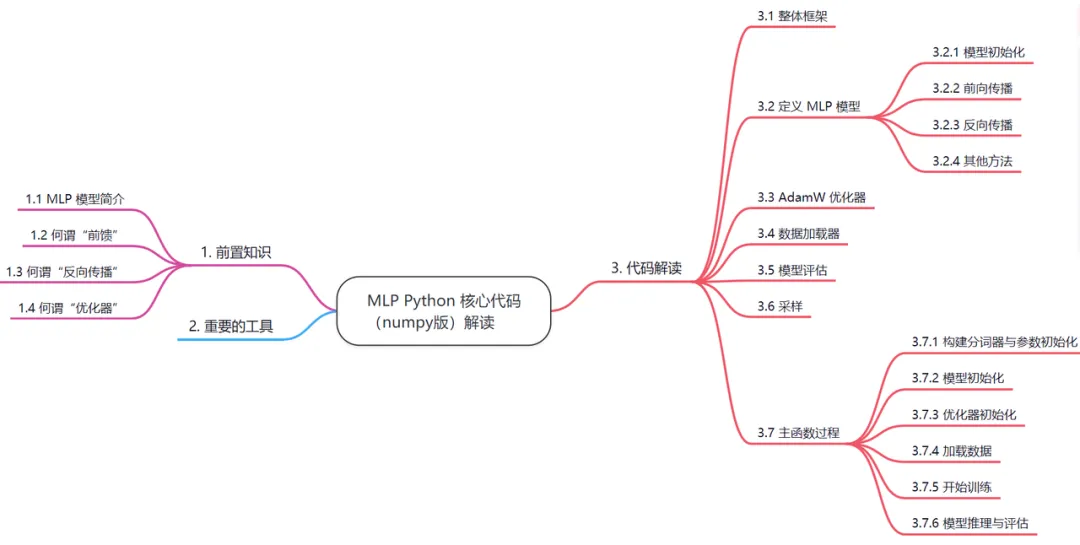 MLP Python 核心代码
（numpy版）解读
1. 前置知识
1.1 MLP 模型简介
1.2 何谓“前馈”
1.3 何谓“反向传播”
1.4 何谓“优化器”
2. 重要的工具
3. 代码解读
3.1 整体框架
3.2 定义 MLP 模型
3.2.1 模型初始化
3.2.2 前向传播
3.2.3 反向传播
3.2.4 其他方法
3.3 AdamW 优化器
3.4 数据加载器
3.5 模型评估
3.6 采样
3.7 主函数过程
3.7.1 构建分词器与参数初始化
3.7.2 模型初始化
3.7.3 优化器初始化
3.7.4 加载数据
3.7.5 开始训练
3.7.6 模型推理与评估